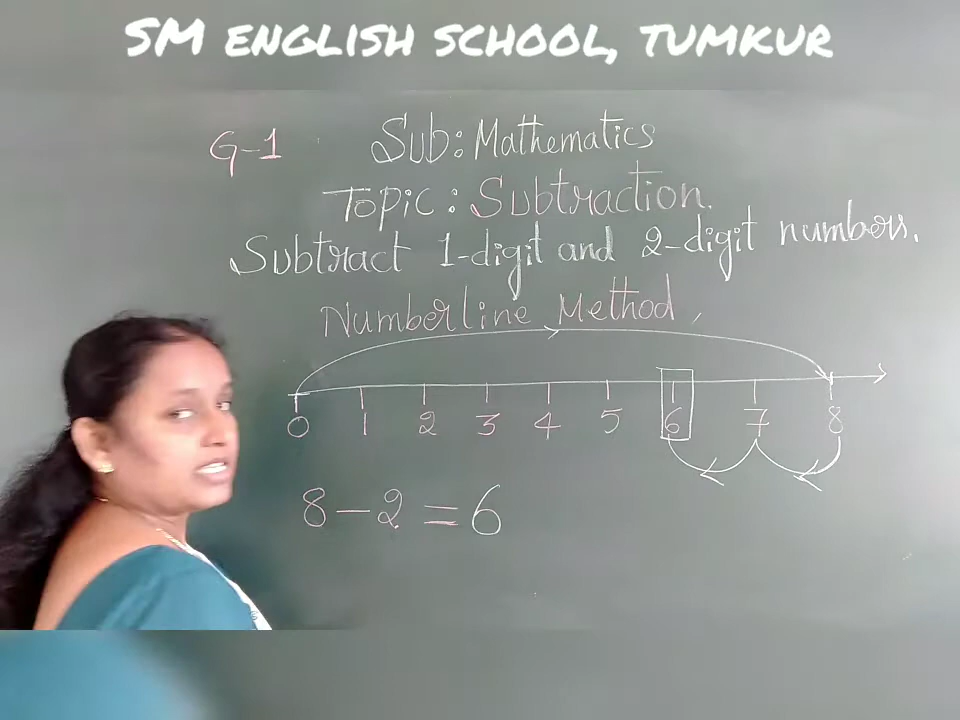 SM ENGLISH SCHOOL, TUMKUR
G-1 Sub: Mathematics
Topic: Subtraction.
Subtract 1-digit and 2-digit numbers.
Numberline Method,
0 1 2 3 4 5 6 7 8
8-2=6